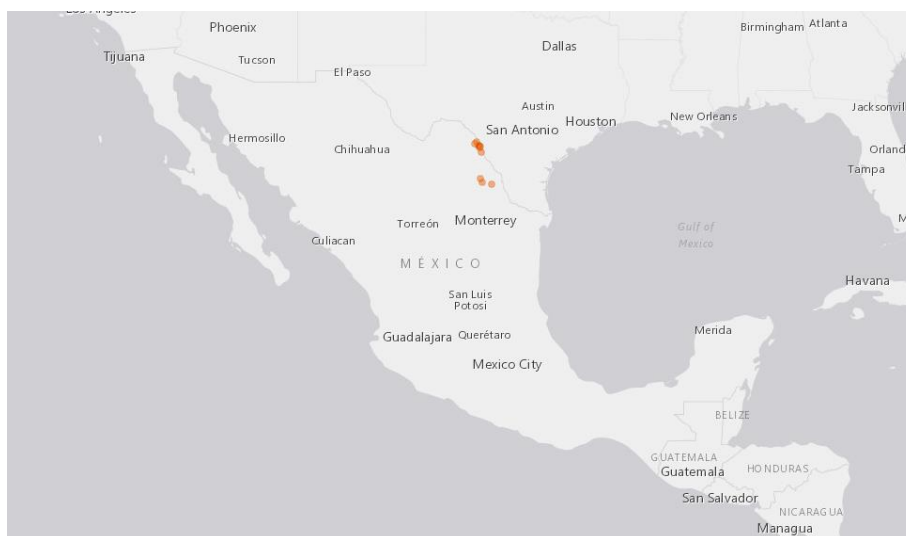 Los Angeles
Phoenix
Birmingham
Atlanta
Dallas
Tijuana
Tucson
El Paso
Austin
Jacksonvil
New Orleans
Houston
San Antonio
Hermosillo
Chihuahua
Orland
Tampa
M
Torreón
Monterrey
Gulf of
Mexico
Culiacan
MÉXICO
Havana
San Luis
Potosi
Merida
Guadalajara
Querétaro
Mexico City
BELIZE
GUATEMALA
Guatemala
HONDURAS
San Salvador
NICARAGUA
Managua